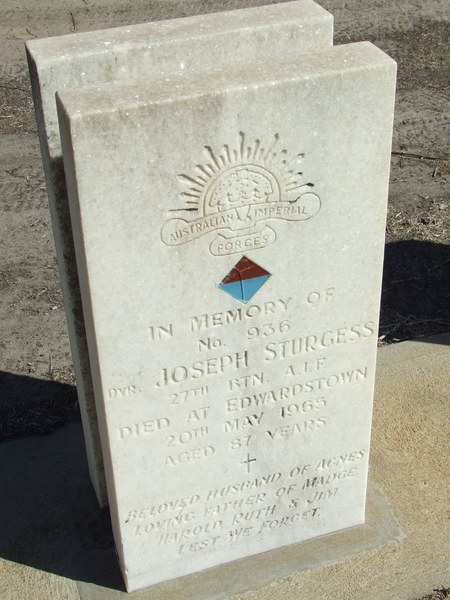 AUSTRALIAN IMPERIAL
FORCES
IN MEMORY OF
No. 936
DVR. JOSEPH STURGESS
27TH BTN. A.I.F.
DIED AT EDWARDSTOWN
20TH MAY 1965
AGED 87 YEARS
BELOVED HUSBAND OF AGNES
LOVING FATHER OF MADGE
HAROLD, RUTH & JIM
LEST WE FORGET.